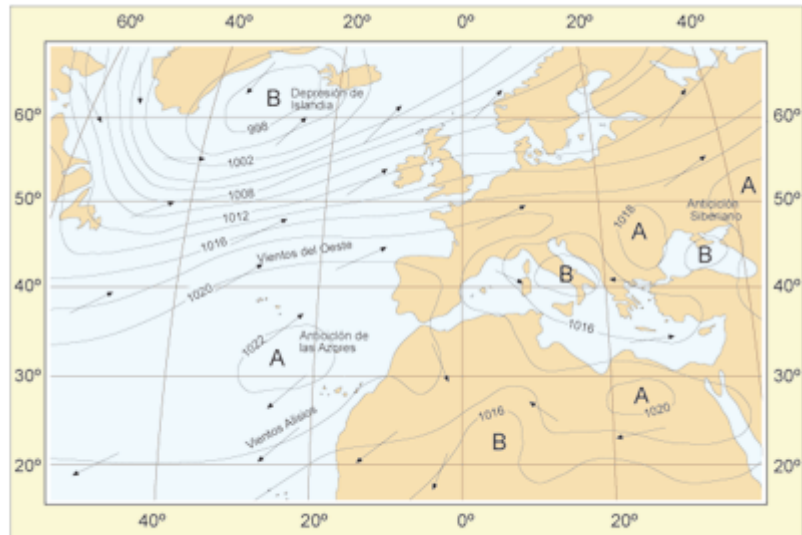 60º 40º 20º 0º 20º 40º
B
Depresión de
Islandia
998
1002
1008
1012
1016
1020
Vientos del Oeste
1022
A
Anticiclón de
las Azores
Vientos Alisios
A
Anticiclón
Siberiano
1018
A
B
B
1016
A
1020
1016
B
60º
50º
40º
30º
20º
60º
50º
40º
30º
20º
40º 20º 0º 20º